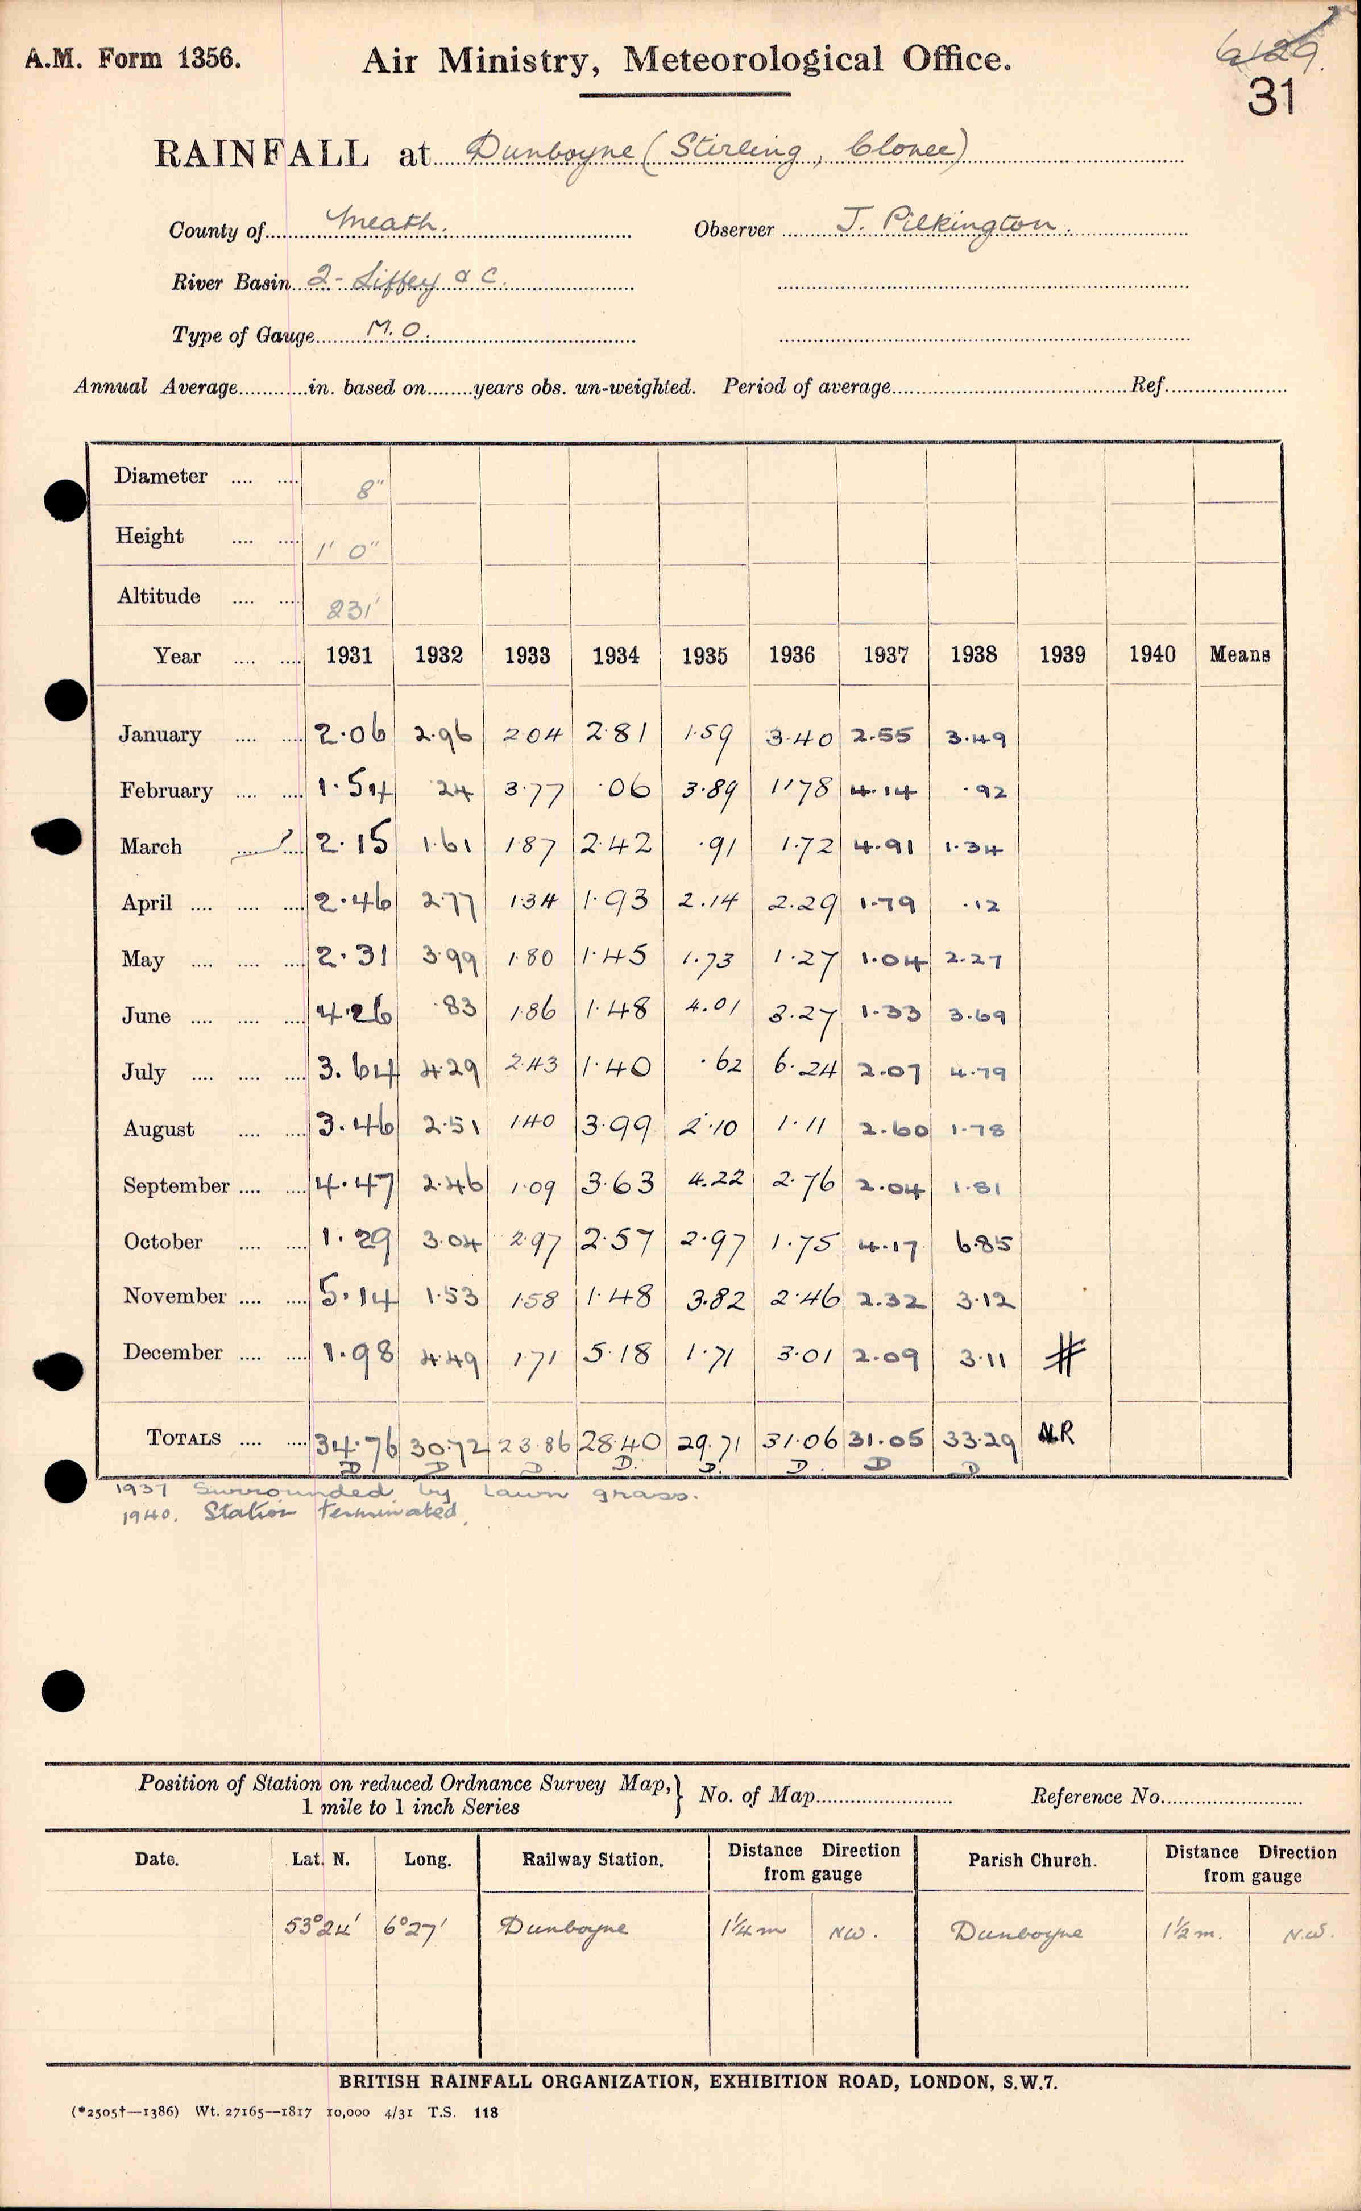 A.M. Form 1356.
Air Ministry, Meteorological Office.
6129.
31
RAINFALL at Dunboyne (Stirling, Clonee)
County of Meath. Observer J. Pilkington.
River Basin 2 - Liffey &c.
Type of Gauge M.O.
Annual Average in. based on years obs. un-weighted. Period of average Ref.
Diameter 8"
Height 1' 0"
Altitude 231'
Year 1931 1932 1933 1934 1935 1936 1937 1938 1939 1940 Means
January 2.06 2.96 2.04 2.81 1.59 3.40 2.55 3.49
February 1.54 .24 3.77 .06 3.89 1.78 4.14 .92
March 2.15 1.61 1.87 2.42 .91 1.72 4.91 1.34
April 2.46 2.77 1.34 1.93 2.14 2.29 1.79 .12
May 2.31 3.99 1.80 1.45 1.73 1.27 1.04 2.27
June 4.26 .83 1.86 1.48 4.01 3.27 1.33 3.69
July 3.64 4.29 2.43 1.40 .62 6.24 2.07 4.79
August 3.46 2.51 1.40 3.99 2.10 1.11 2.60 1.78
September 4.47 2.46 1.09 3.63 4.22 2.76 2.04 1.81
October 1.29 3.04 2.97 2.57 2.97 1.75 4.17 6.85
November 5.14 1.53 1.58 1.48 3.82 2.46 2.32 3.12
December 1.98 4.49 1.71 5.18 1.71 3.01 2.09 3.11 #
TOTALS 34.76 30.72 23.86 28.40 29.71 31.06 31.05 33.29 NR
D D D. D. D. D. D D
1937 Surrounded by lawn grass.
1940. Station terminated.
Position of Station on reduced Ordnance Survey Map,} No. of Map Reference No.
1 mile to 1 inch Series
Date. Lat. N. Long. Railway Station. Distance Direction from gauge Parish Church. Distance Direction from gauge
53°24' 6°27' Dunboyne 1¼m NW. Dunboyne 1½m. N.W.
BRITISH RAINFALL ORGANIZATION, EXHIBITION ROAD, LONDON, S.W.7.
(*2505†—1386) Wt. 27165—1817 10,000 4/31 T.S. 118